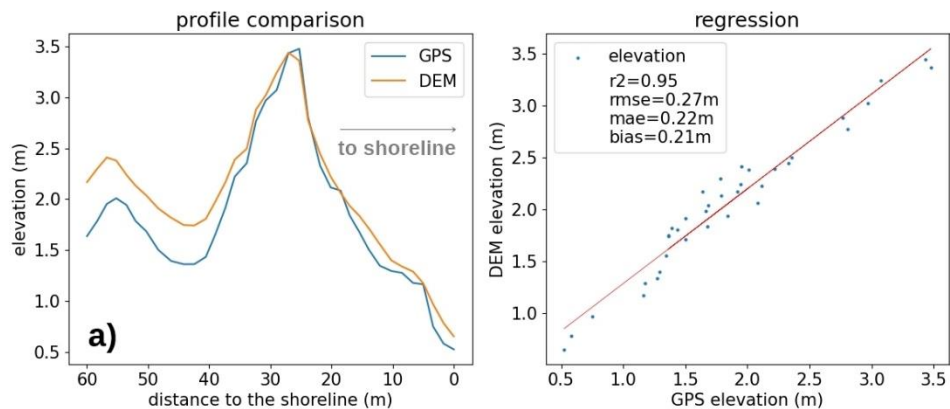 profile comparison
3.5
3.0
2.5
2.0
1.5
1.0
0.5
elevation (m)
GPS
DEM
to shoreline
a)
60
50
40
30
20
10
0
distance to the shoreline (m)
regression
3.5
3.0
2.5
2.0
1.5
1.0
DEM elevation (m)
elevation
r2=0.95
rmse=0.27m
mae=0.22m
bias=0.21m
0.5
1.0
1.5
2.0
2.5
3.0
3.5
GPS elevation (m)